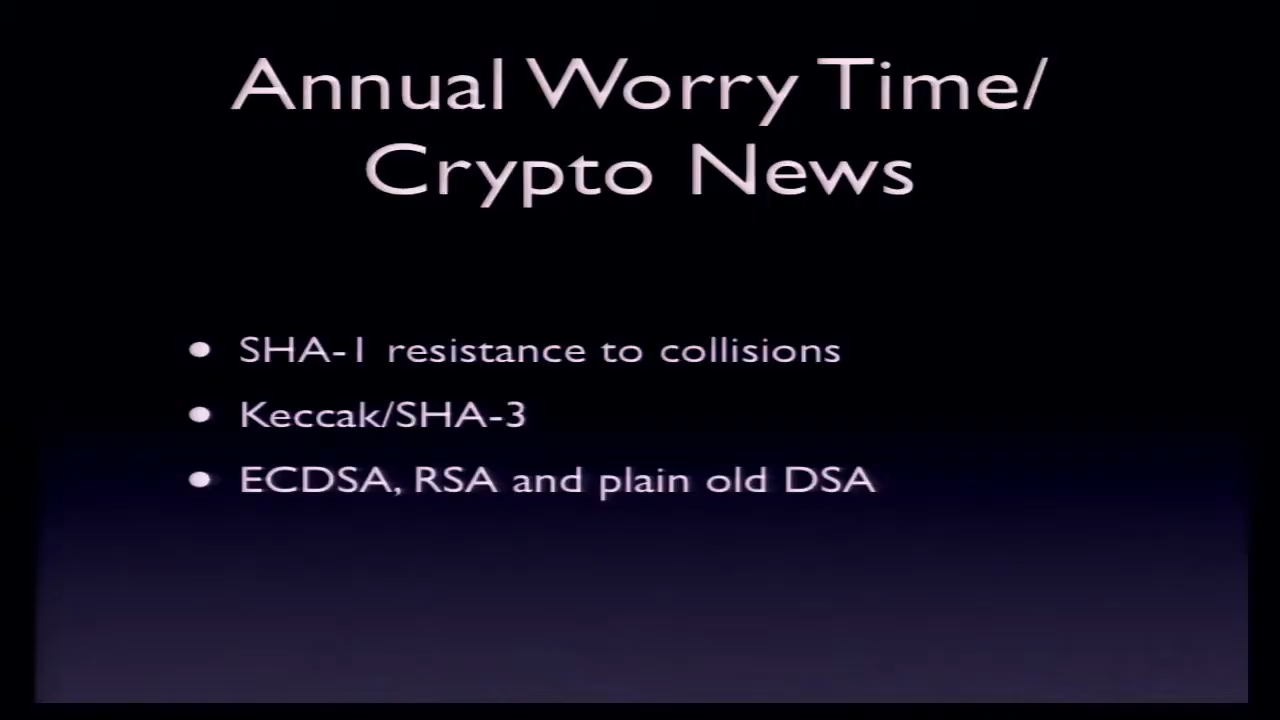 Annual Worry Time/
Crypto News
• SHA-1 resistance to collisions
• Keccak/SHA-3
• ECDSA, RSA and plain old DSA